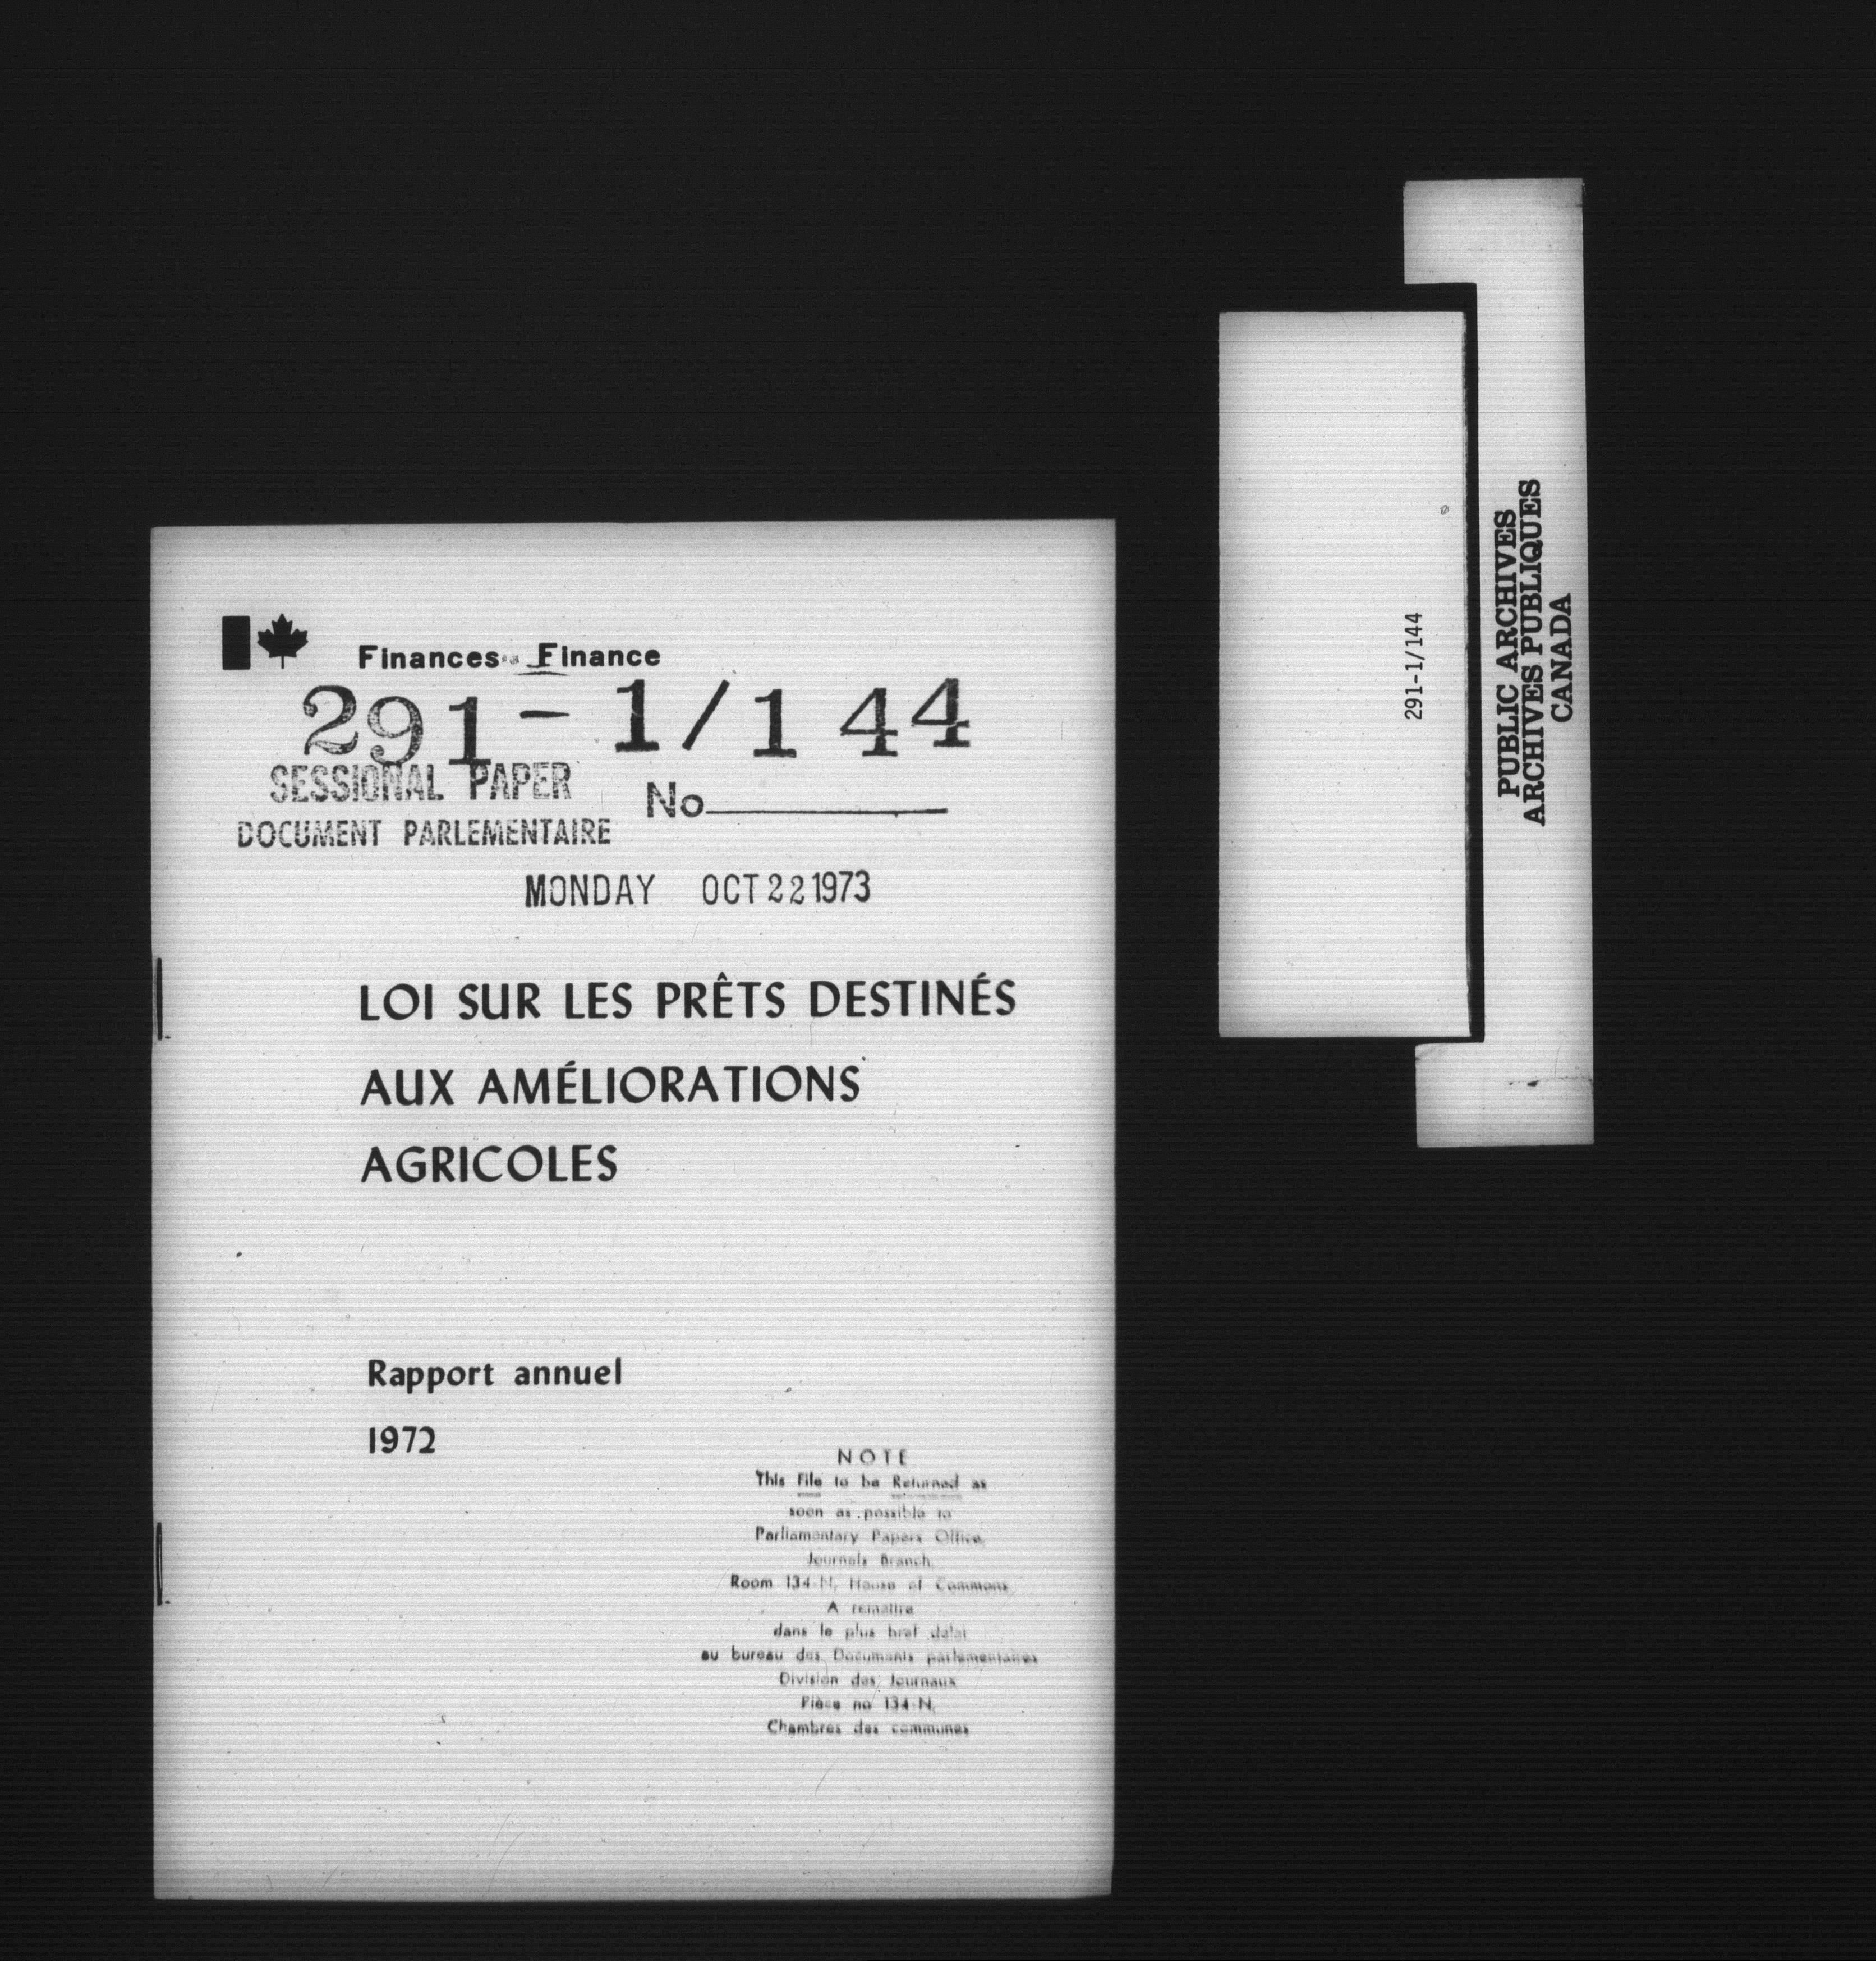 Finances Finance
291-1/144
SESSIONAL PAPER No
DOCUMENT PARLEMENTAIRE
MONDAY OCT 22 1973
LOI SUR LES PRÊTS DESTINÉS
AUX AMÉLIORATIONS
AGRICOLES
Rapport annuel
1972
NOTE
This File to be Returned as
soon as possible to
Parliamentary Papers Office,
Journals Branch,
Room 134-N, House of Commons,
A remettre
dans le plus bref délai
au bureau des Documents parlementaires
Division des Journaux
Pièce no 134-N,
Chambres des communes
291-1/144
PUBLIC ARCHIVES
ARCHIVES PUBLIQUES
CANADA